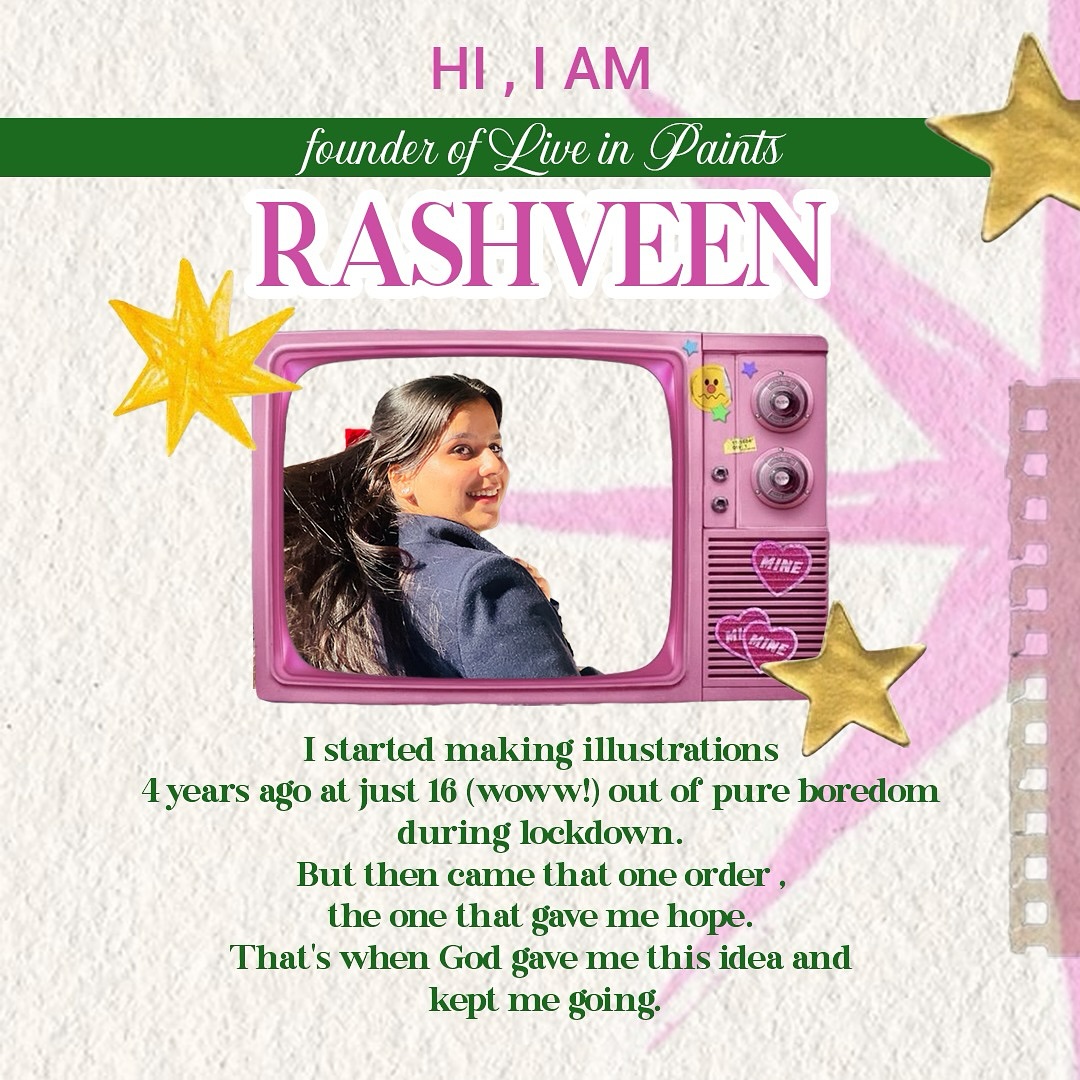 HI , I AM
founder of Live in Paints
RASHVEEN
MINE
MINE
I started making illustrations
4 years ago at just 16 (woww!) out of pure boredom
during lockdown.
But then came that one order ,
the one that gave me hope.
That's when God gave me this idea and
kept me going.